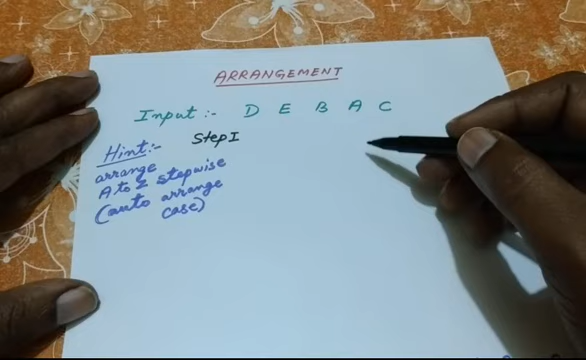 ARRANGEMENT
Input :- D E B A C
Step I
Hint :-
arrange
A to Z stepwise
(auto arrange
case)